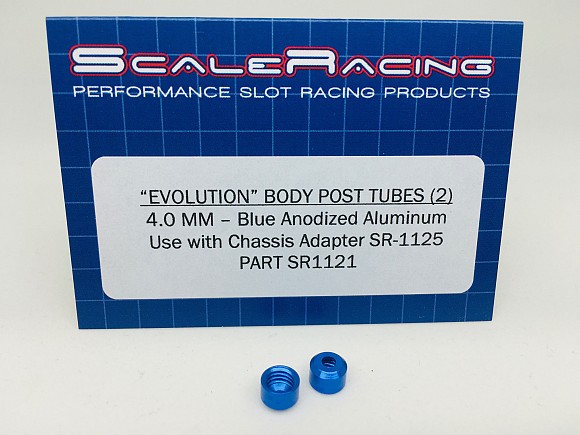 SCALERACING
PERFORMANCE SLOT RACING PRODUCTS
“EVOLUTION” BODY POST TUBES (2)
4.0 MM – Blue Anodized Aluminum
Use with Chassis Adapter SR-1125
PART SR1121